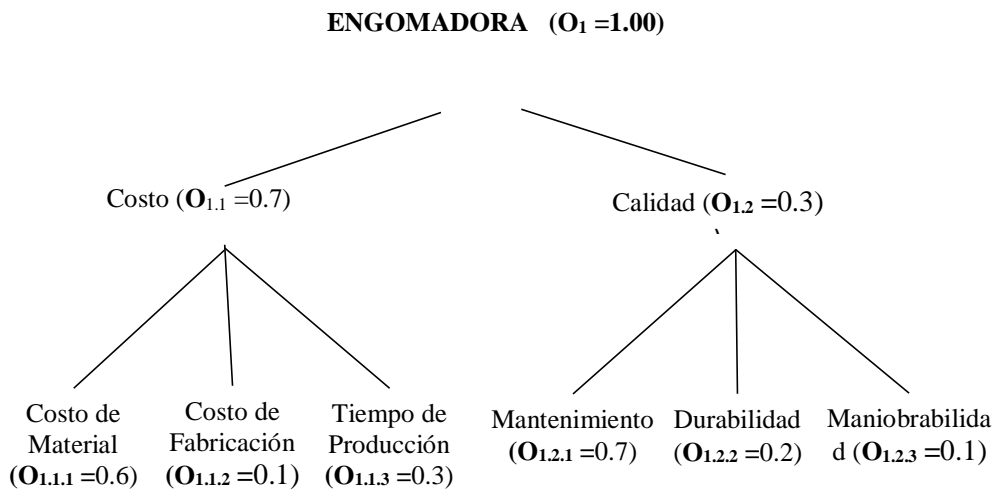 ENGOMADORA (O1 =1.00)
Costo (O1.1 =0.7)
Calidad (O1.2 =0.3)
Costo de
Material
(O1.1.1 =0.6)
Costo de
Fabricación
(O1.1.2 =0.1)
Tiempo de
Producción
(O1.1.3 =0.3)
Mantenimiento
(O1.2.1 =0.7)
Durabilidad
(O1.2.2 =0.2)
Maniobrabilida
d (O1.2.3 =0.1)